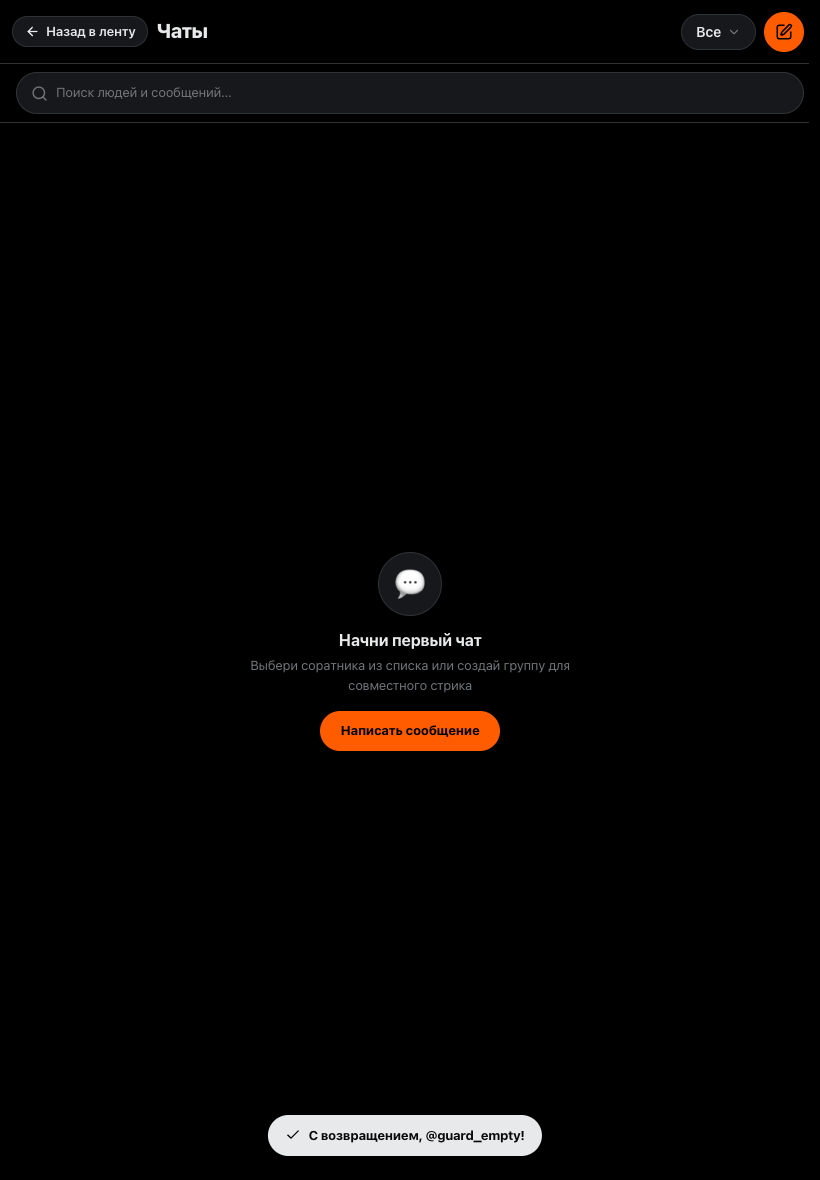 Назад в ленту
Чаты
Все
Поиск людей и сообщений...
Начни первый чат
Выбери соратника из списка или создай группу для
совместного стрика
Написать сообщение
С возвращением, @guard_empty!